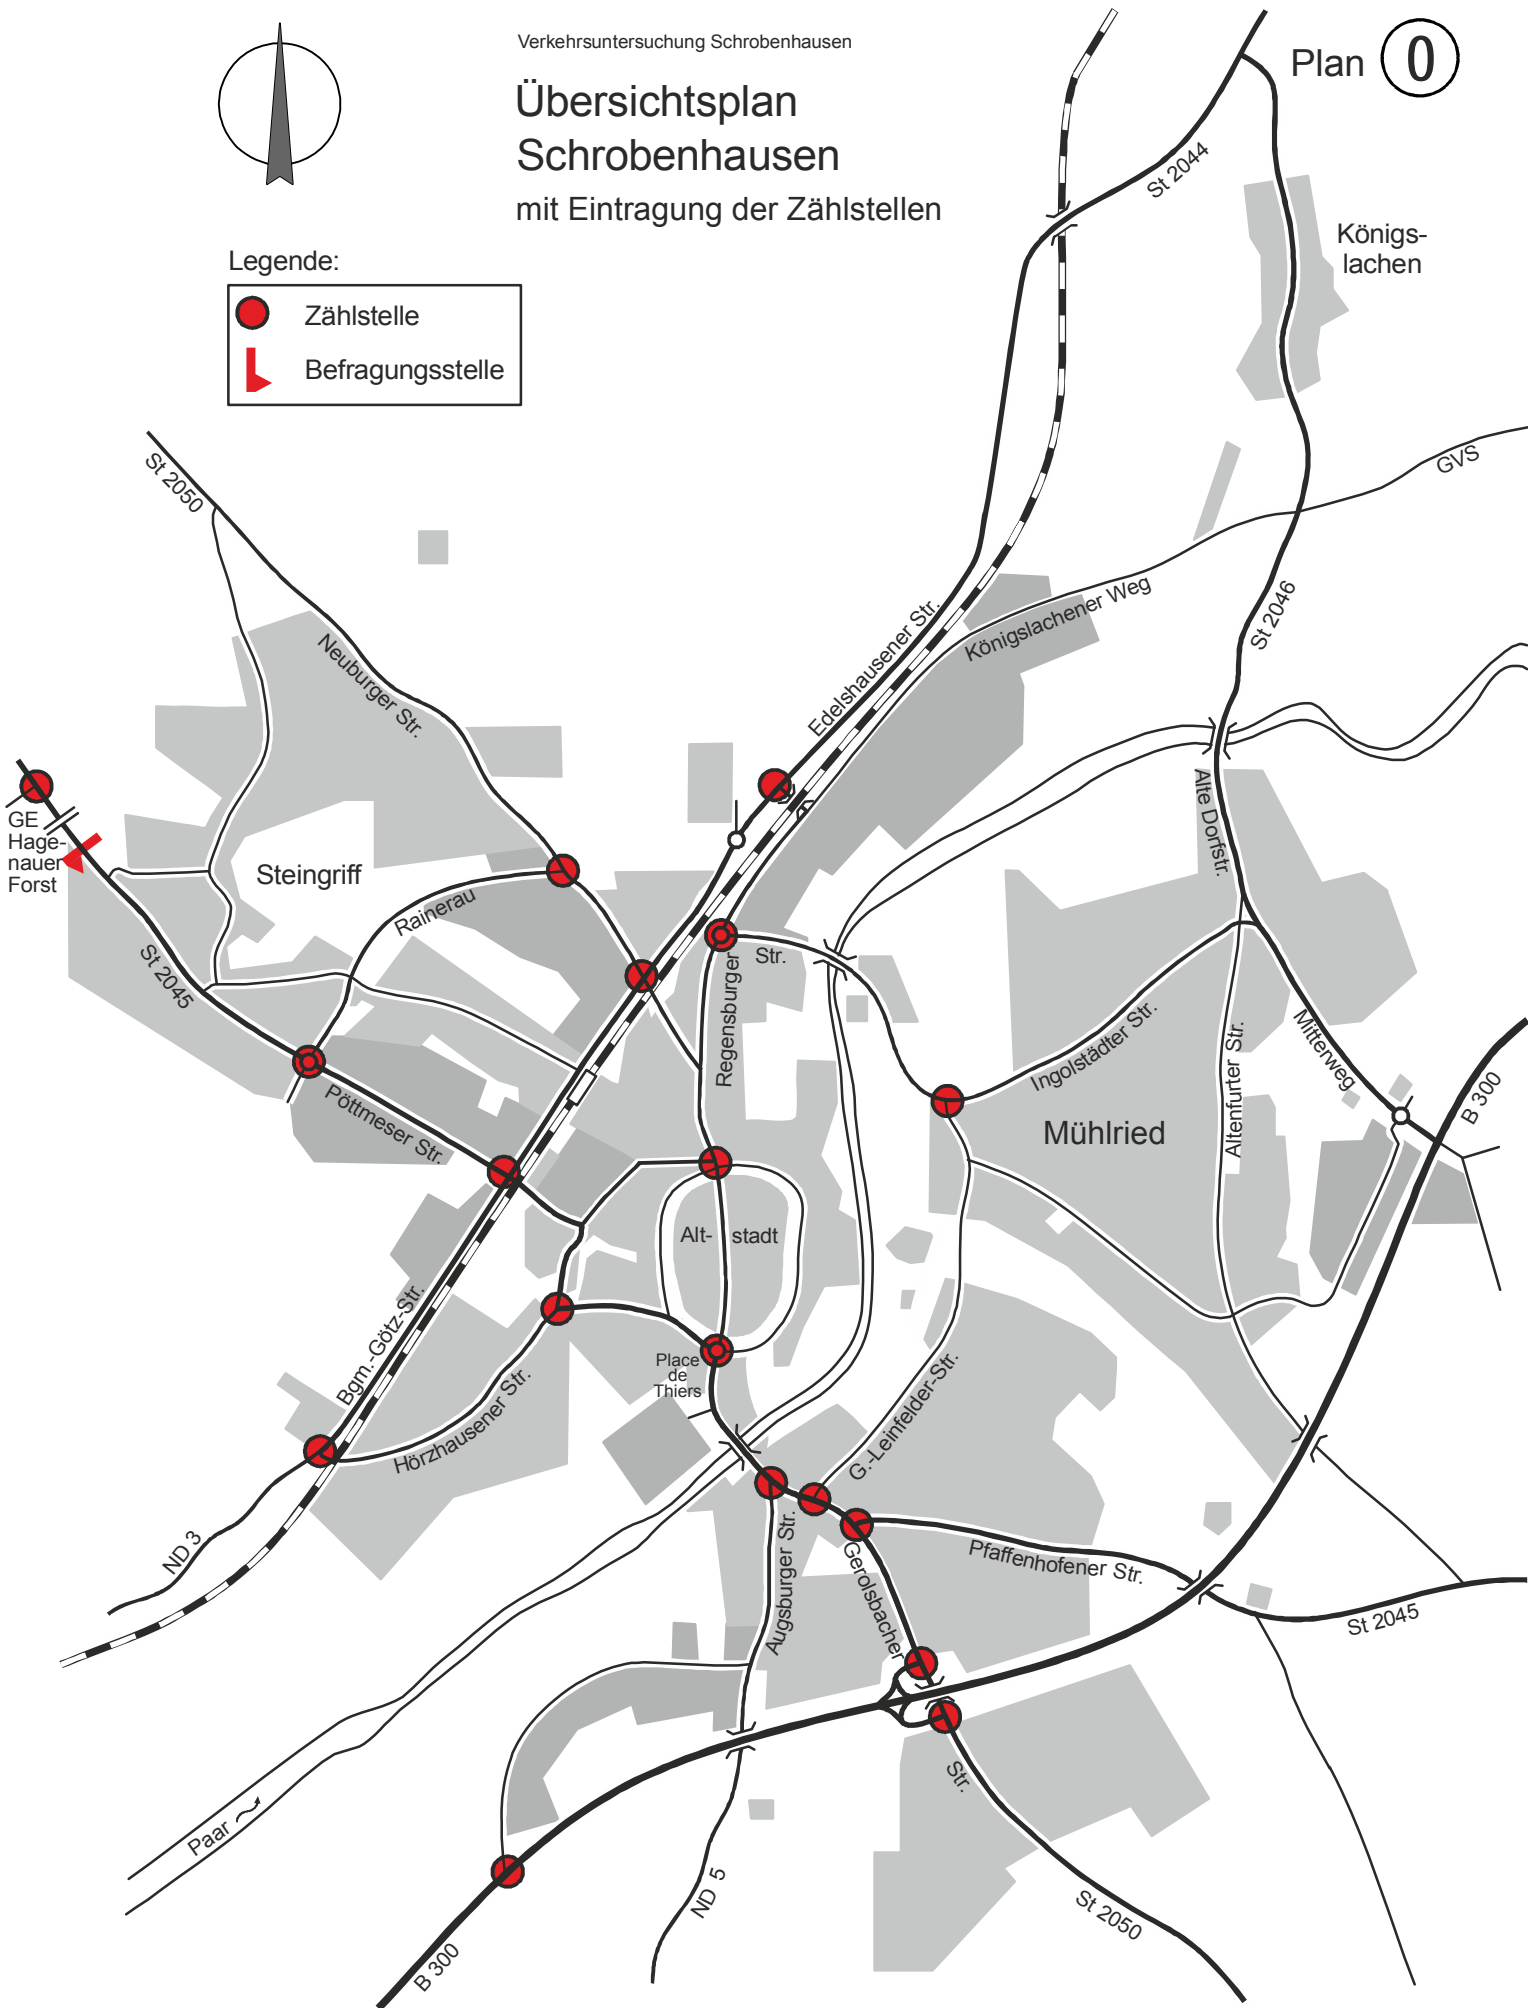 Verkehrsuntersuchung Schrobenhausen
Plan 0
Übersichtsplan
Schrobenhausen
mit Eintragung der Zählstellen
Legende:
Zählstelle
Befragungsstelle
St 2044
Königs-
lachen
St 2050
GVS
Neuburger Str.
Edelshausener Str.
Königslachener Weg
St 2046
GE
Hage-
nauer
Forst
Steingriff
Rainerau
Alte Dorfstr.
St 2045
Regensburger
Str.
Pöttmeser Str.
Ingolstädter Str.
Altenfurter Str.
Mitterweg
B 300
Mühlried
Alt-
stadt
Bgm.-Götz-Str.
Hörzhausener Str.
Place
de
Thiers
G.-Leinfelder-Str.
ND 3
Augsburger Str.
Gerolsbacher
Str.
Pfaffenhofener Str.
St 2045
Paar
ND 5
St 2050
B 300